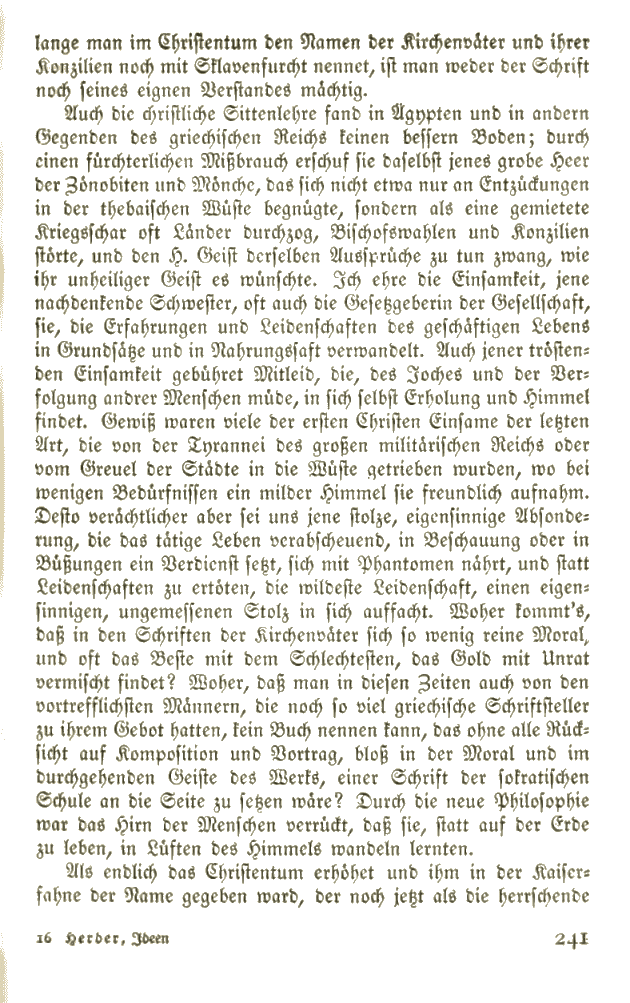 lange man im Christentum den Namen der Kirchenväter und ihrer
Konzilien noch mit Sklavenfurcht nennet, ist man weder der Schrift
noch seines eignen Verstandes mächtig.
Auch die christliche Sittenlehre fand in Ägypten und in andern
Gegenden des griechischen Reichs keinen bessern Boden; durch
einen fürchterlichen Mißbrauch erschuf sie daselbst jenes grobe Heer
der Zönobiten und Mönche, das sich nicht etwa nur an Entzückungen
in der thebaischen Wüste begnügte, sondern als eine gemietete
Kriegsschar oft Länder durchzog, Bischofswahlen und Konzilien
störte, und den H. Geist derselben Aussprüche zu tun zwang, wie
ihr unheiliger Geist es wünschte. Ich ehre die Einsamkeit, jene
nachdenkende Schwester, oft auch die Gesetzgeberin der Gesellschaft,
sie, die Erfahrungen und Leidenschaften des geschäftigen Lebens
in Grundsätze und in Nahrungssaft verwandelt. Auch jener trösten-
den Einsamkeit gebühret Mitleid, die, des Joches und der Ver-
folgung andrer Menschen müde, in sich selbst Erholung und Himmel
findet. Gewiß waren viele der ersten Christen Einsame der letzten
Art, die von der Tyrannei des großen militärischen Reichs oder
vom Greuel der Städte in die Wüste getrieben wurden, wo bei
wenigen Bedürfnissen ein milder Himmel sie freundlich aufnahm.
Desto verächtlicher aber sei uns jene stolze, eigensinnige Absonde-
rung, die das tätige Leben verabscheuend, in Beschauung oder in
Büßungen ein Verdienst setzt, sich mit Phantomen nährt, und statt
Leidenschaften zu ertöten, die wildeste Leidenschaft, einen eigen-
sinnigen, ungemessenen Stolz in sich auffacht. Woher kommt's,
daß in den Schriften der Kirchenväter sich so wenig reine Moral,
und oft das Beste mit dem Schlechtesten, das Gold mit Unrat
vermischt findet? Woher, daß man in diesen Zeiten auch von den
vortrefflichsten Männern, die noch so viel griechische Schriftsteller
zu ihrem Gebot hatten, kein Buch nennen kann, das ohne alle Rück-
sicht auf Komposition und Vortrag, bloß in der Moral und im
durchgehenden Geiste des Werks, einer Schrift der sokratischen
Schule an die Seite zu setzen wäre? Durch die neue Philosophie
war das Hirn der Menschen verrückt, daß sie, statt auf der Erde
zu leben, in Lüften des Himmels wandeln lernten.
Als endlich das Christentum erhöhet und ihm in der Kaiser-
fahne der Name gegeben ward, der noch jetzt als die herrschende
16 Herder, Ideen 241